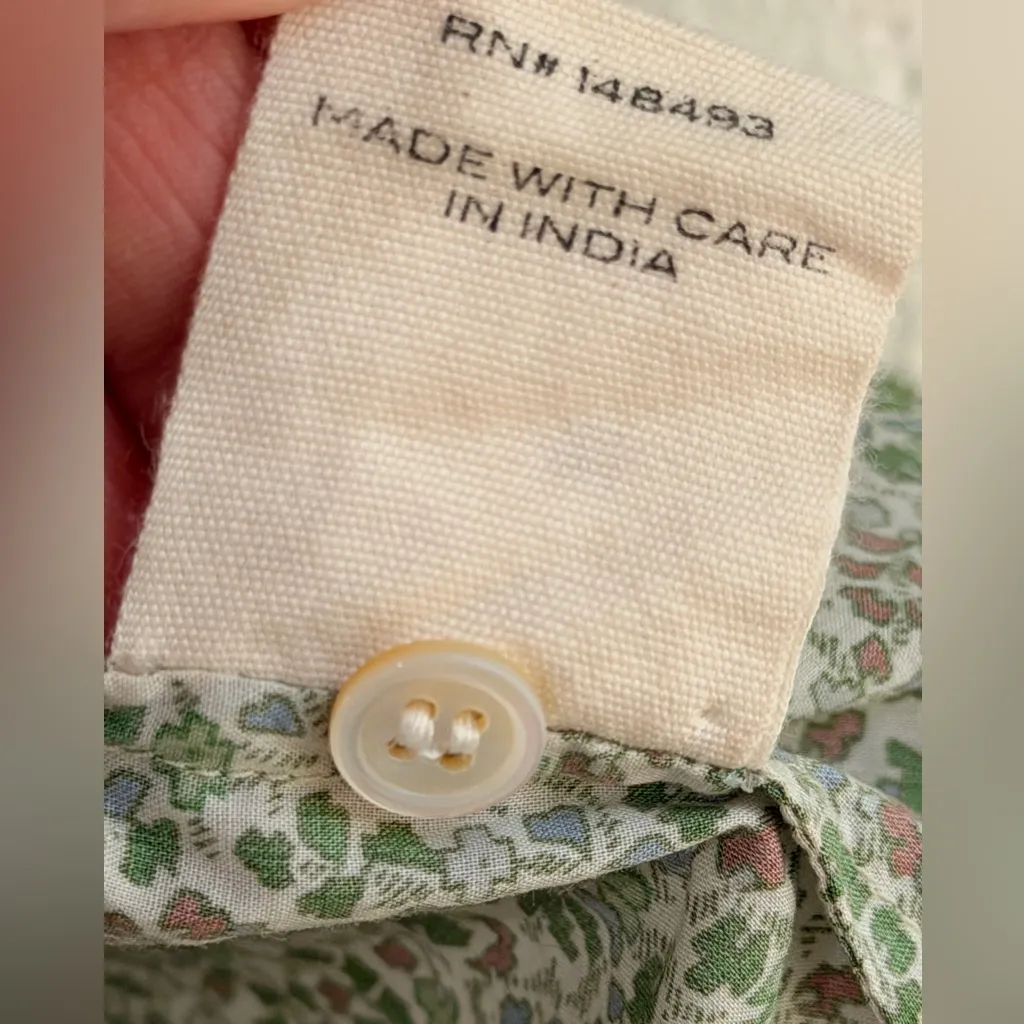 RN# 148493
MADE WITH CARE
IN INDIA